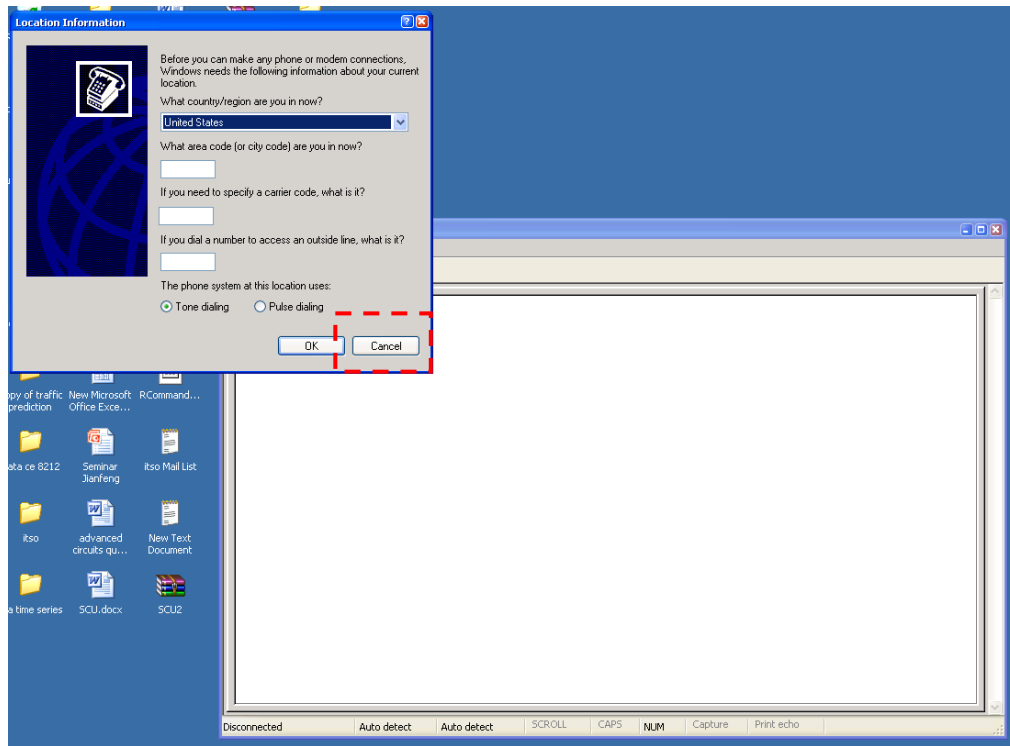 Location Information
Before you can make any phone or modem connections,
Windows needs the following information about your current
location.
What country/region are you in now?
United States
What area code (or city code) are you in now?
If you need to specify a carrier code, what is it?
If you dial a number to access an outside line, what is it?
The phone system at this location uses:
Tone dialing Pulse dialing
OK Cancel
of traffic New Microsoft RCommand...
prediction Office Exce...
ce 8212 Seminar itso Mail List
Jianfeng
itso advanced New Text
circuits qu... Document
time series SCU.docx SCU2
Disconnected Auto detect Auto detect SCROLL CAPS NUM Capture Print echo